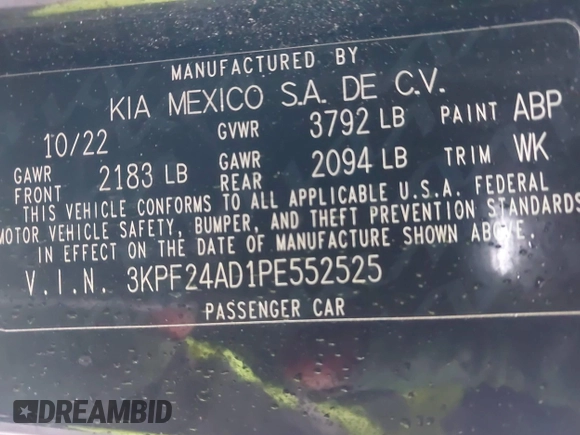 MANUFACTURED BY
KIA MEXICO S.A. DE C.V.
10/22 GVWR 3792 LB PAINT ABP
GAWR FRONT 2183 LB GAWR REAR 2094 LB TRIM WK
THIS VEHICLE CONFORMS TO ALL APPLICABLE U.S.A. FEDERAL
MOTOR VEHICLE SAFETY, BUMPER, AND THEFT PREVENTION STANDARDS
IN EFFECT ON THE DATE OF MANUFACTURE SHOWN ABOVE.
V.I.N. 3KPF24AD1PE552525
PASSENGER CAR
DREAMBID